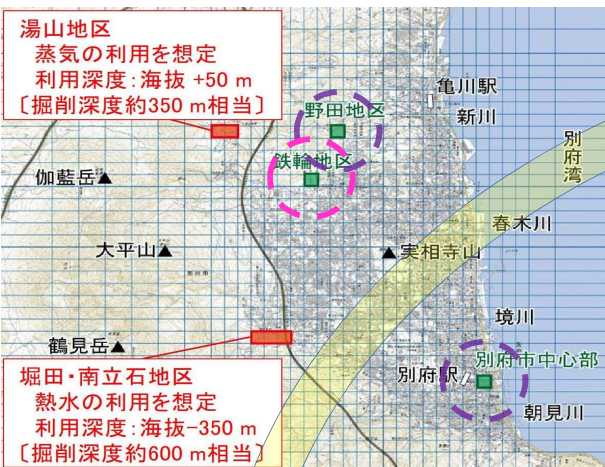 湯山地区
蒸気の利用を想定
利用深度:海抜 +50 m
〔掘削深度約350 m相当〕
野田地区
亀川駅
新川
別府湾
鉄輪地区
伽藍岳
春木川
大平山
実相寺山
境川
鶴見岳
堀田・南立石地区
熱水の利用を想定
利用深度:海抜−350 m
〔掘削深度約600 m相当〕
別府駅
別府市中心部
朝見川